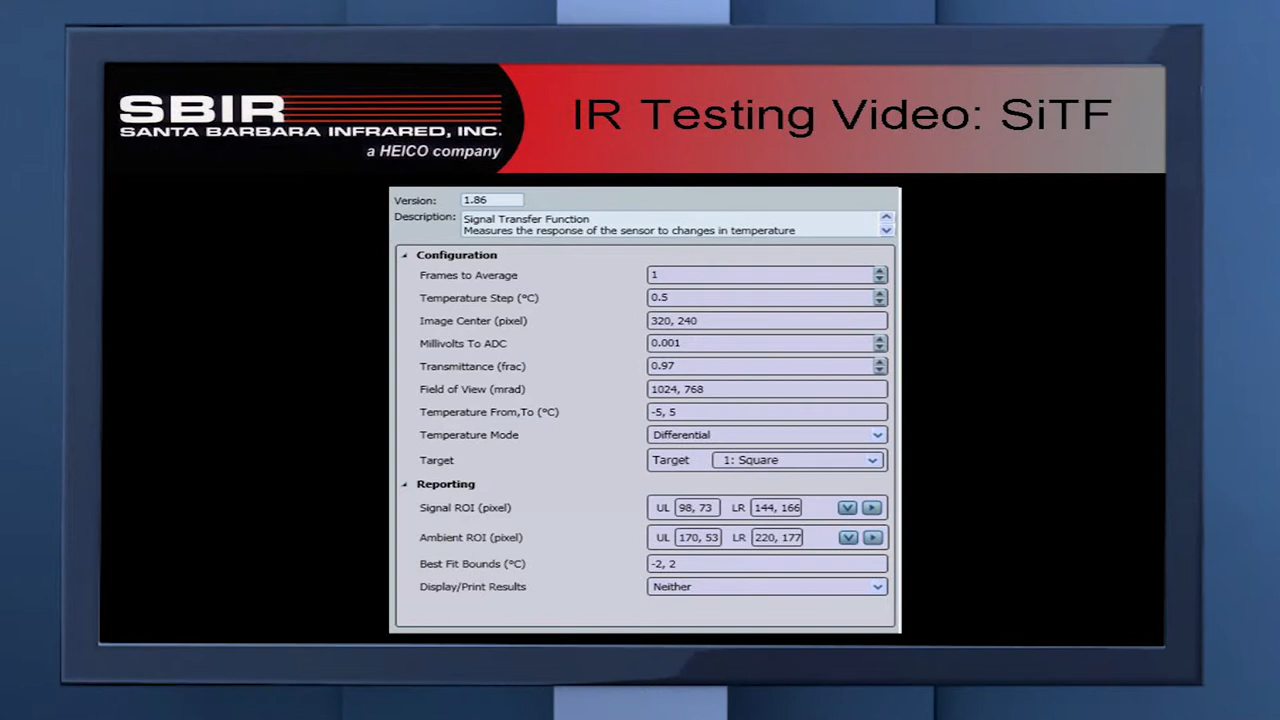 SBIR
SANTA BARBARA INFRARED, INC.
a HEICO company
IR Testing Video: SiTF
Version: 1.86
Description: Signal Transfer Function
Measures the response of the sensor to changes in temperature
Configuration
Frames to Average 1
Temperature Step (°C) 0.5
Image Center (pixel) 320, 240
Millivolts To ADC 0.001
Transmittance (frac) 0.97
Field of View (mrad) 1024, 768
Temperature From,To (°C) -5, 5
Temperature Mode Differential
Target Target 1: Square
Reporting
Signal ROI (pixel) UL 98, 73 LR 144, 166
Ambient ROI (pixel) UL 170, 53 LR 220, 177
Best Fit Bounds (°C) -2, 2
Display/Print Results Neither